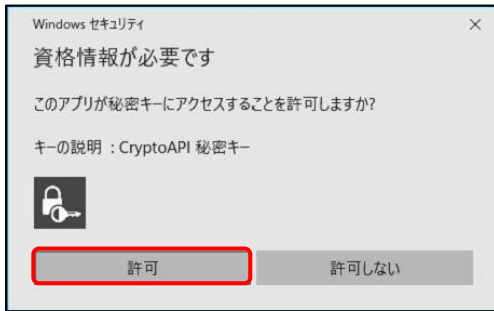 Windows セキュリティ
資格情報が必要です
このアプリが秘密キーにアクセスすることを許可しますか?
キーの説明 : CryptoAPI 秘密キー
許可
許可しない